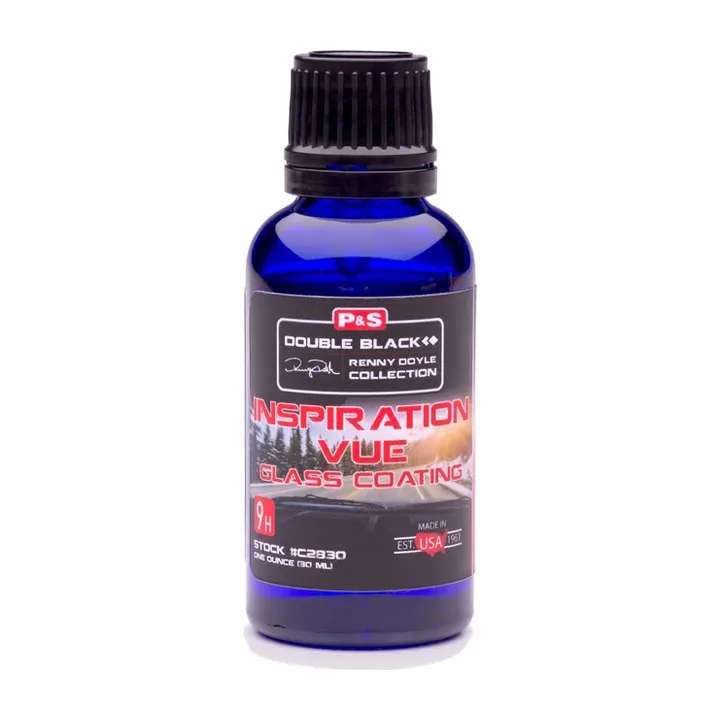 P&S
DOUBLE BLACK
RENNY DOYLE
COLLECTION
INSPIRATION
VUE
GLASS COATING
9H
STOCK #C2830
ONE OUNCE (30 ML)
MADE IN
EST. USA 1961